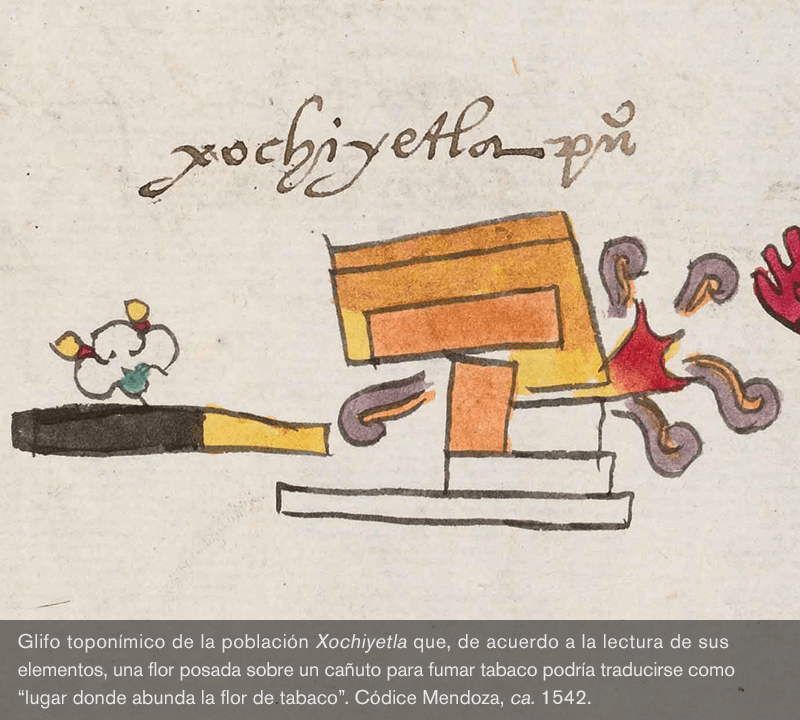 xochiyetla pũ
Glifo toponímico de la población Xochiyetla que, de acuerdo a la lectura de sus
elementos, una flor posada sobre un cañuto para fumar tabaco podría traducirse como
“lugar donde abunda la flor de tabaco”. Códice Mendoza, ca. 1542.